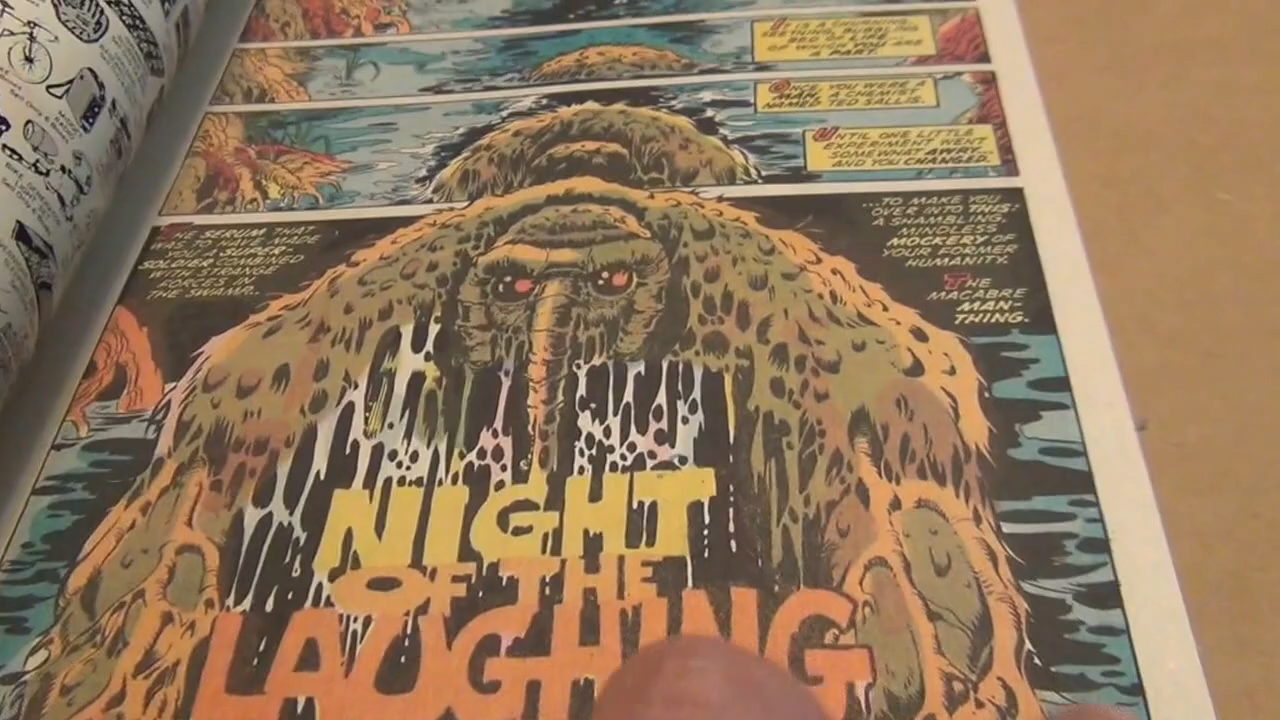 IT IS A CHURNING,
SEETHING, BUBBLING
BED OF LIFE...
OF WHICH YOU ARE
A PART.
ONCE, YOU WERE A
MAN, A CHEMIST
NAMED TED SALLIS.
UNTIL ONE LITTLE
EXPERIMENT WENT
SOMEWHAT AWRY...
AND YOU CHANGED.
THE SERUM THAT
WAS TO HAVE MADE
YOU A SUPER-
SOLDIER COMBINED
WITH STRANGE
FORCES IN
THE SWAMP...
...TO MAKE YOU
OVER INTO THIS:
A SHAMBLING,
MINDLESS
MOCKERY OF
YOUR FORMER
HUMANITY.
THE
MACABRE
MAN-
THING.
NIGHT
OF THE
LAUGHING